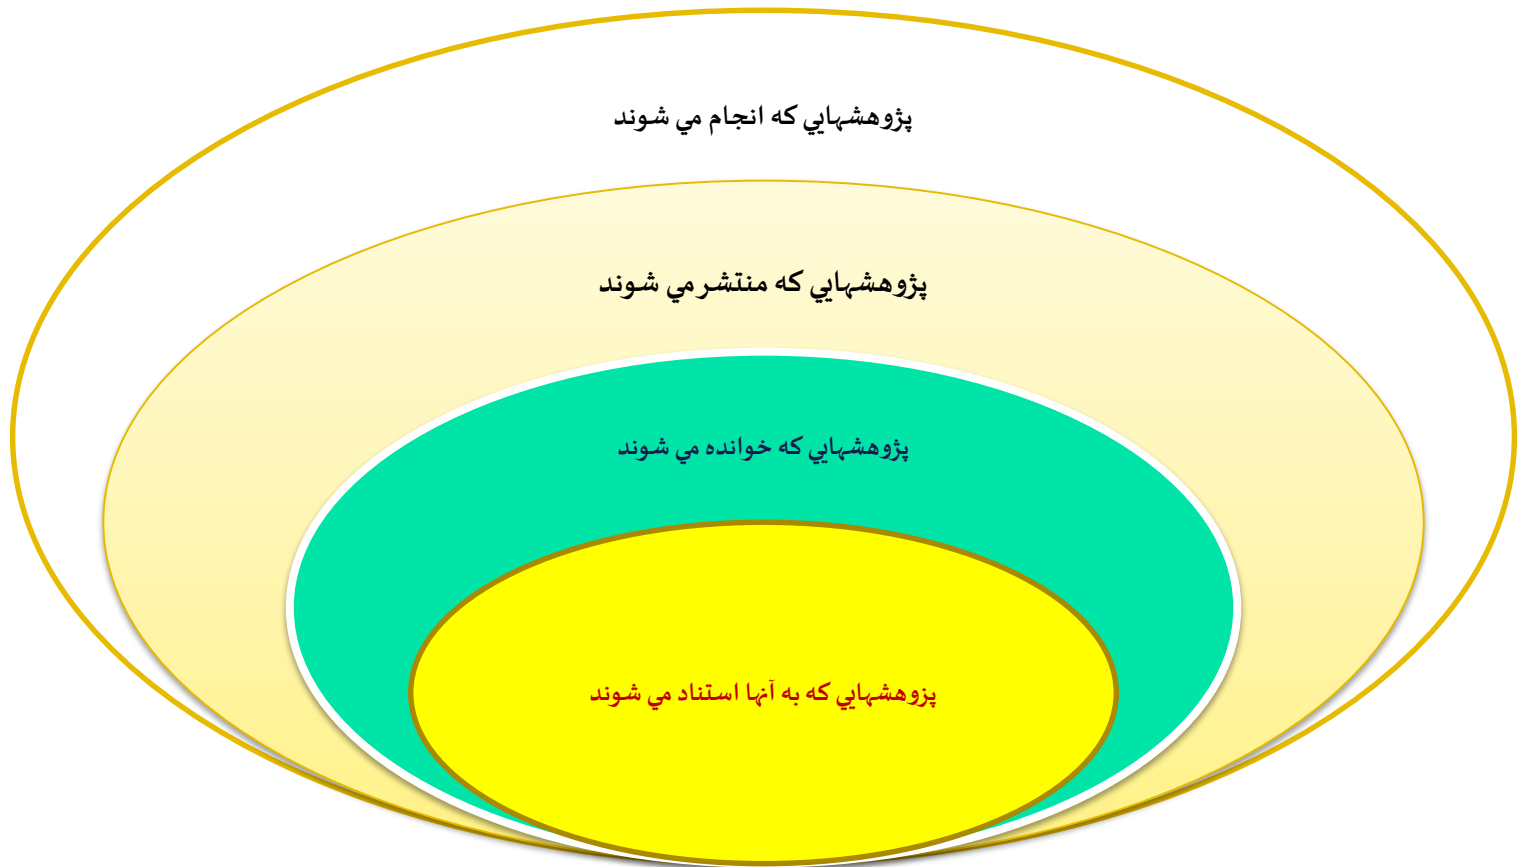 پژوهشهايي که انجام مي شوند
پژوهشهايي که منتشر مي شوند
پژوهشهايي که خوانده مي شوند
پزوهشهايي که به آنها استناد مي شوند